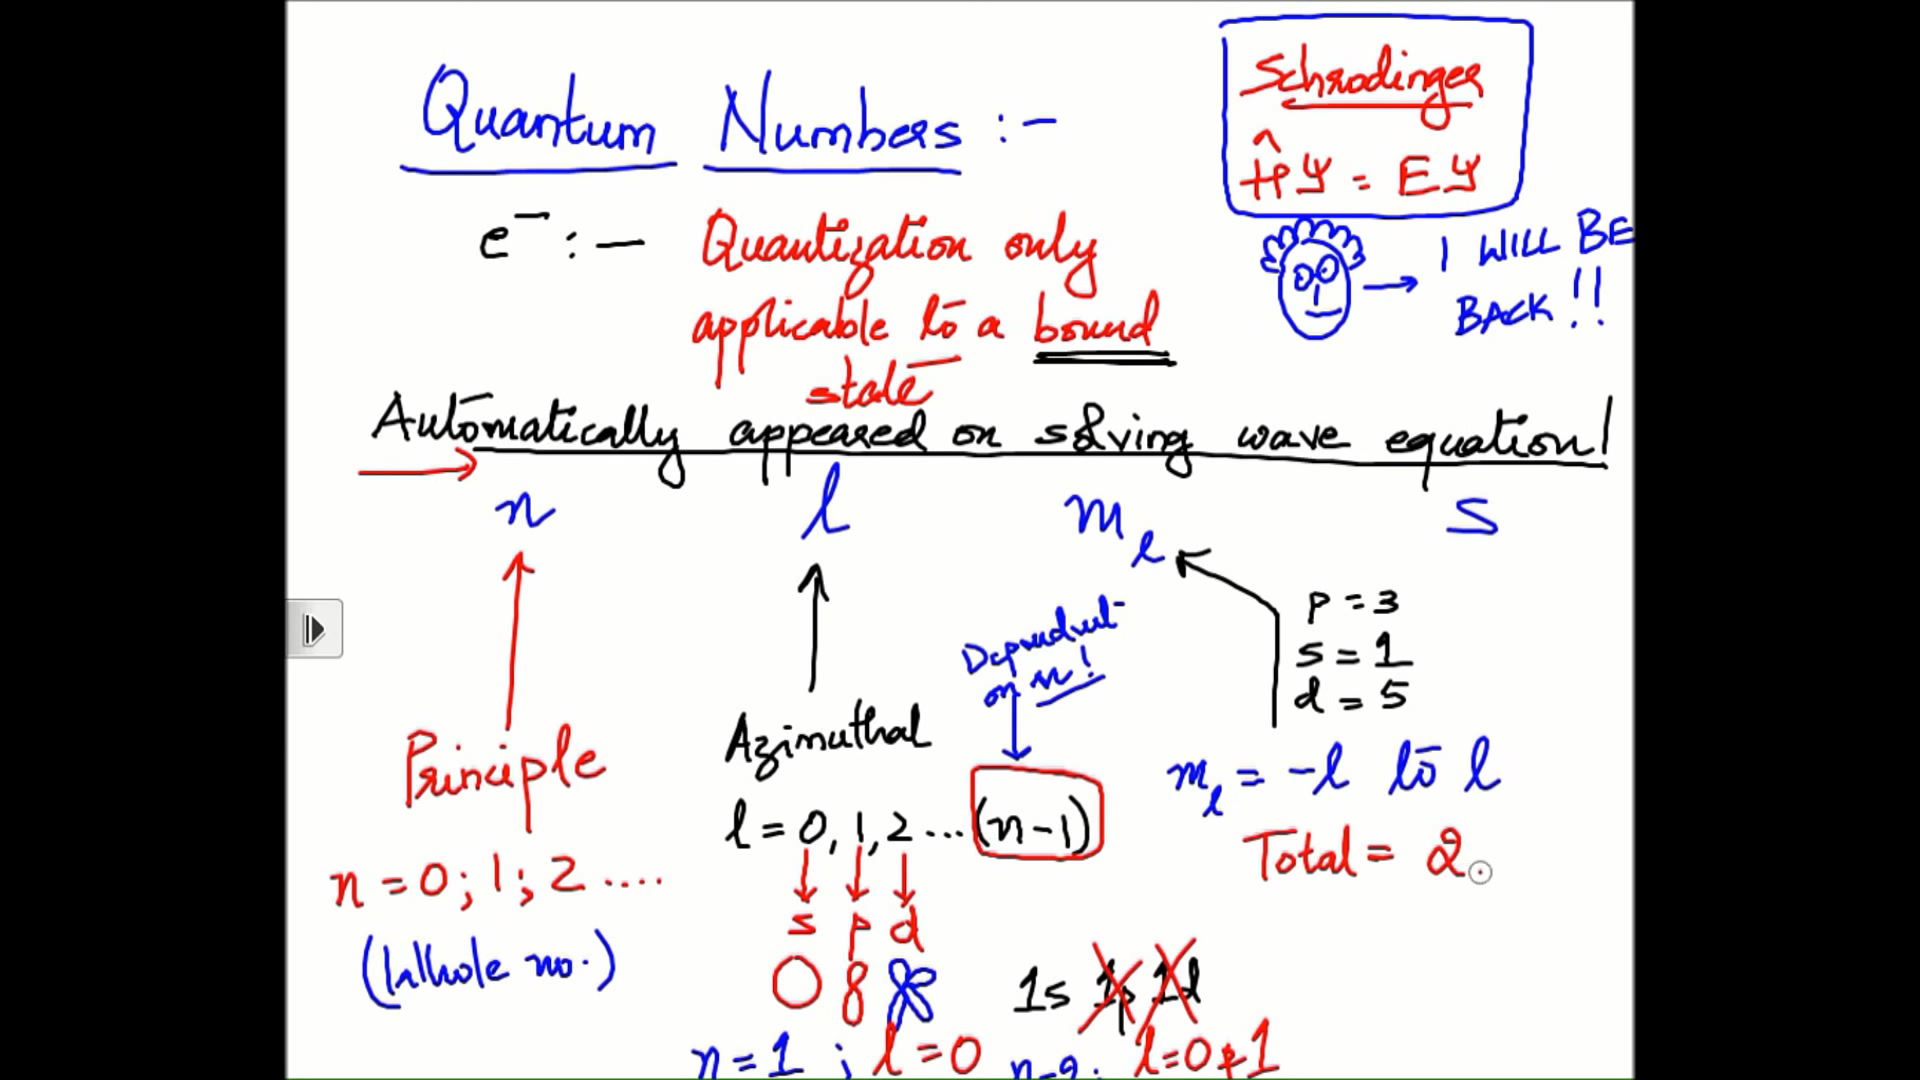 Quantum Numbers :-
Schrodinger
ĤΨ = EΨ
e⁻ :- Quantization only
applicable to a bound
state
I WILL BE
BACK !!
Automatically appeared on solving wave equation!
n l mℓ s
p = 3
s = 1
d = 5
Dependent
on n!
Principle
Azimuthal
mℓ = -l to l
l = 0, 1, 2 ... (n-1)
Total = 2
n = 0; 1; 2 ....
s p d
(Whole no.)
1s 1p 1d
n = 1 ; l = 0 n=2; l=0 & 1